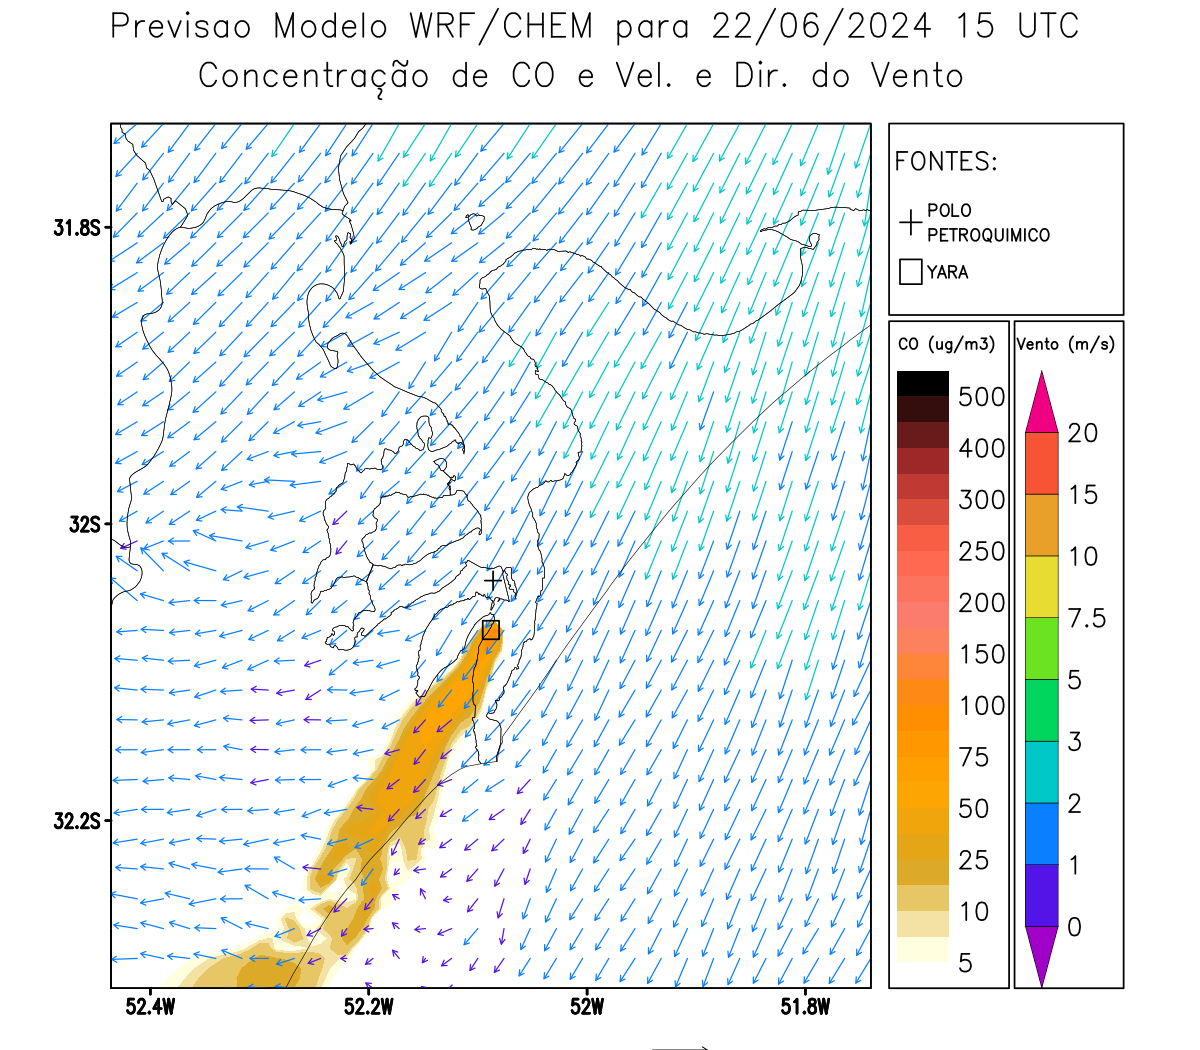 Previsao Modelo WRF/CHEM para 22/06/2024 15 UTC
Concentração de CO e Vel. e Dir. do Vento
FONTES:
POLO
PETROQUIMICO
YARA
CO (ug/m3)
500
400
300
250
200
150
100
75
50
25
10
5
Vento (m/s)
20
15
10
7.5
5
3
2
1
0
31.8S
32S
32.2S
52.4W
52.2W
52W
51.8W